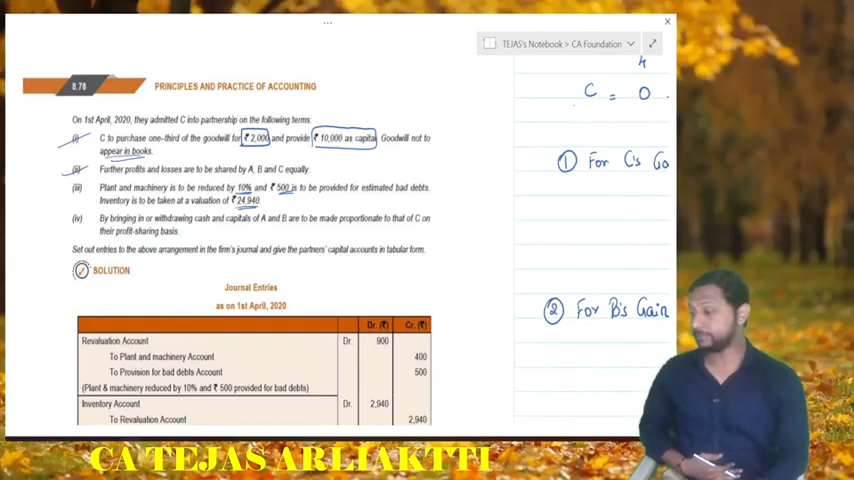 TEJAS's Notebook > CA Foundation
8.78
PRINCIPLES AND PRACTICE OF ACCOUNTING
On 1st April, 2020, they admitted C into partnership on the following terms:
(i) C to purchase one-third of the goodwill for ₹ 2,000 and provide ₹ 10,000 as capital. Goodwill not to
appear in books.
(ii) Further profits and losses are to be shared by A, B and C equally.
(iii) Plant and machinery is to be reduced by 10% and ₹ 500 is to be provided for estimated bad debts.
Inventory is to be taken at a valuation of ₹ 24,940.
(iv) By bringing in or withdrawing cash and capitals of A and B are to be made proportionate to that of C on
their profit-sharing basis.
Set out entries to the above arrangement in the firm's journal and give the partners' capital accounts in tabular form.
SOLUTION
Journal Entries
as on 1st April, 2020
Dr. (₹) Cr. (₹)
Revaluation Account Dr. 900
To Plant and machinery Account 400
To Provision for bad debts Account 500
(Plant & machinery reduced by 10% and ₹ 500 provided for bad debts)
Inventory Account Dr. 2,940
To Revaluation Account 2,940
C = 0
① For C's Go
② For B's Gain
CA TEJAS ARLIAKTTI